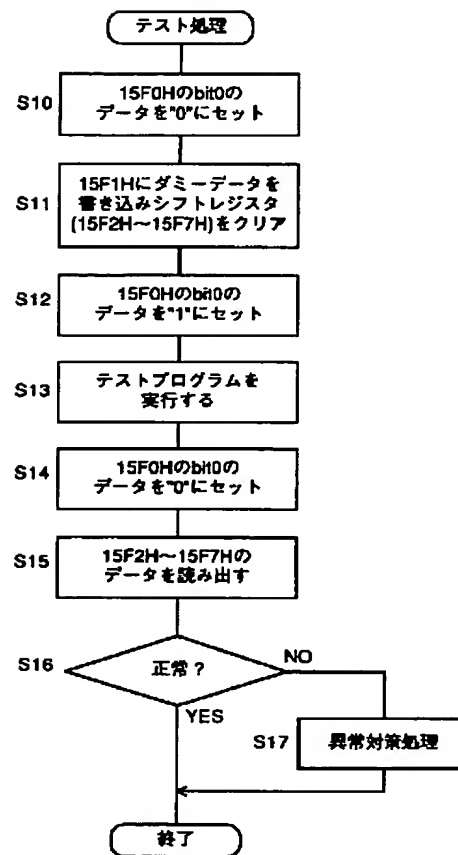 テスト処理
S10
15F0Hのbit0の
データを"0"にセット
S11
15F1Hにダミーデータを
書き込みシフトレジスタ
(15F2H～15F7H)をクリア
S12
15F0Hのbit0の
データを"1"にセット
S13
テストプログラムを
実行する
S14
15F0Hのbit0の
データを"0"にセット
S15
15F2H～15F7Hの
データを読み出す
S16
正常？
NO
YES
S17
異常対策処理
終了